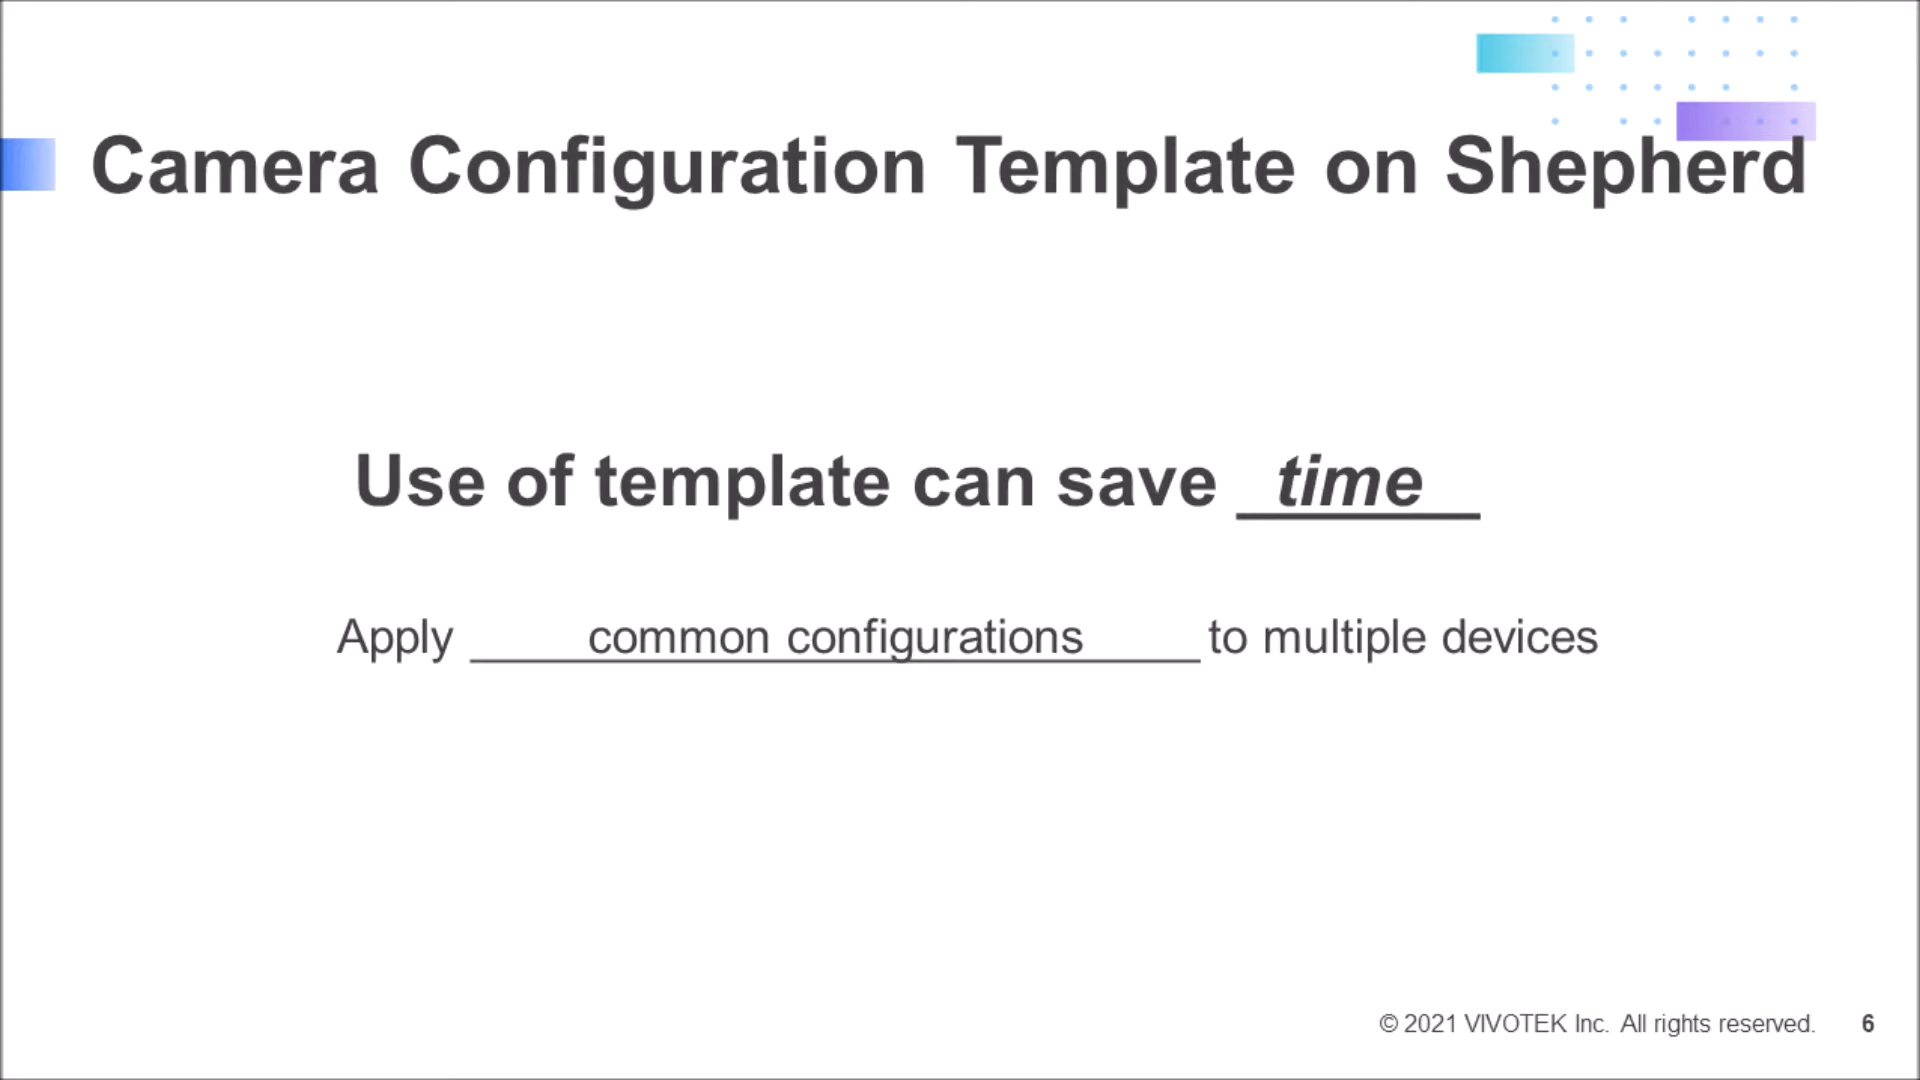 Camera Configuration Template on Shepherd
Use of template can save time
Apply common configurations to multiple devices
© 2021 VIVOTEK Inc. All rights reserved. 6